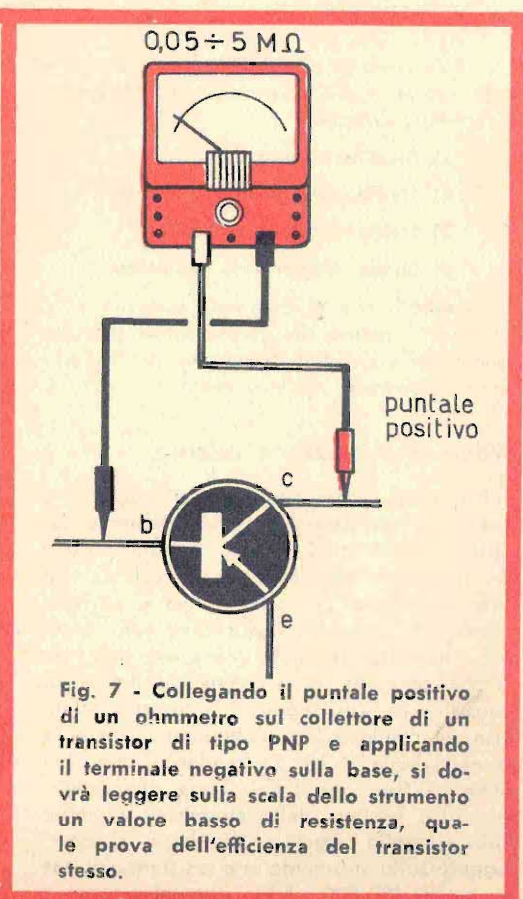 0,05÷5 MΩ
puntale
positivo
c
b
e
Fig. 7 - Collegando il puntale positivo
di un ohmmetro sul collettore di un
transistor di tipo PNP e applicando
il terminale negativo sulla base, si do-
vrà leggere sulla scala dello strumento
un valore basso di resistenza, qua-
le prova dell'efficienza del transistor
stesso.